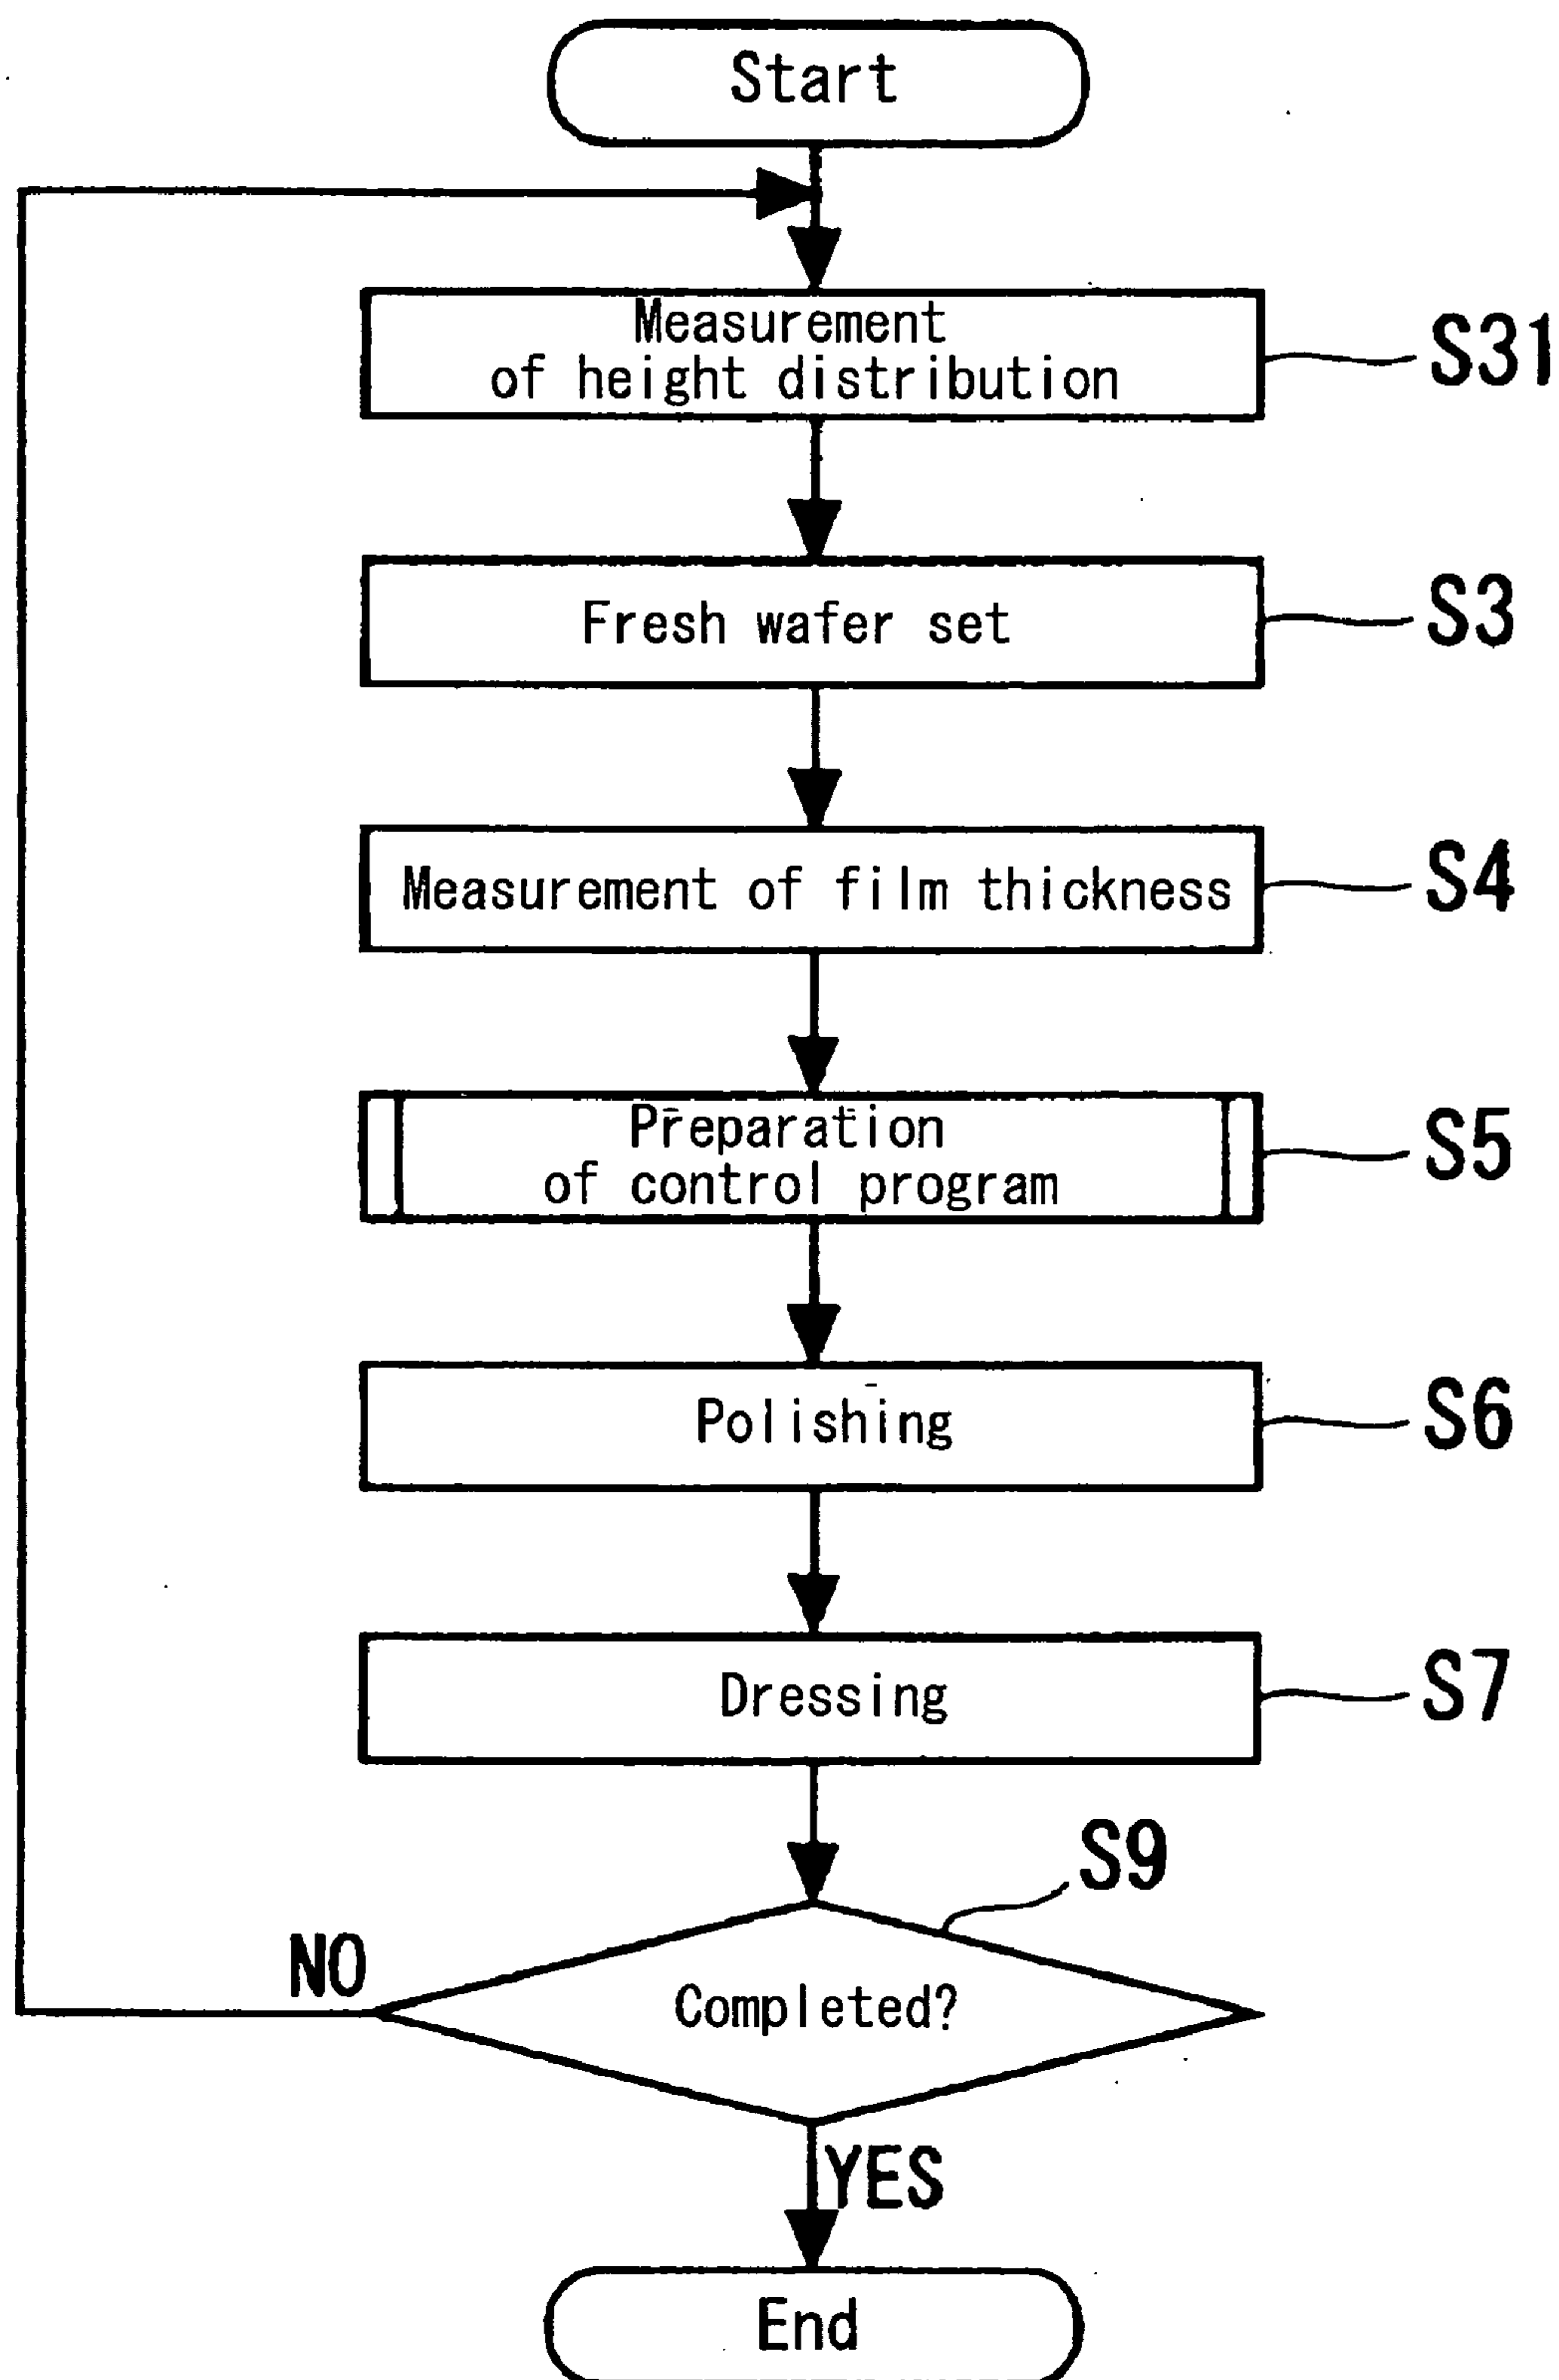 Start
Measurement
of height distribution
S31
Fresh wafer set
S3
Measurement of film thickness
S4
Preparation
of control program
S5
Polishing
S6
Dressing
S7
S9
NO
Completed?
YES
End